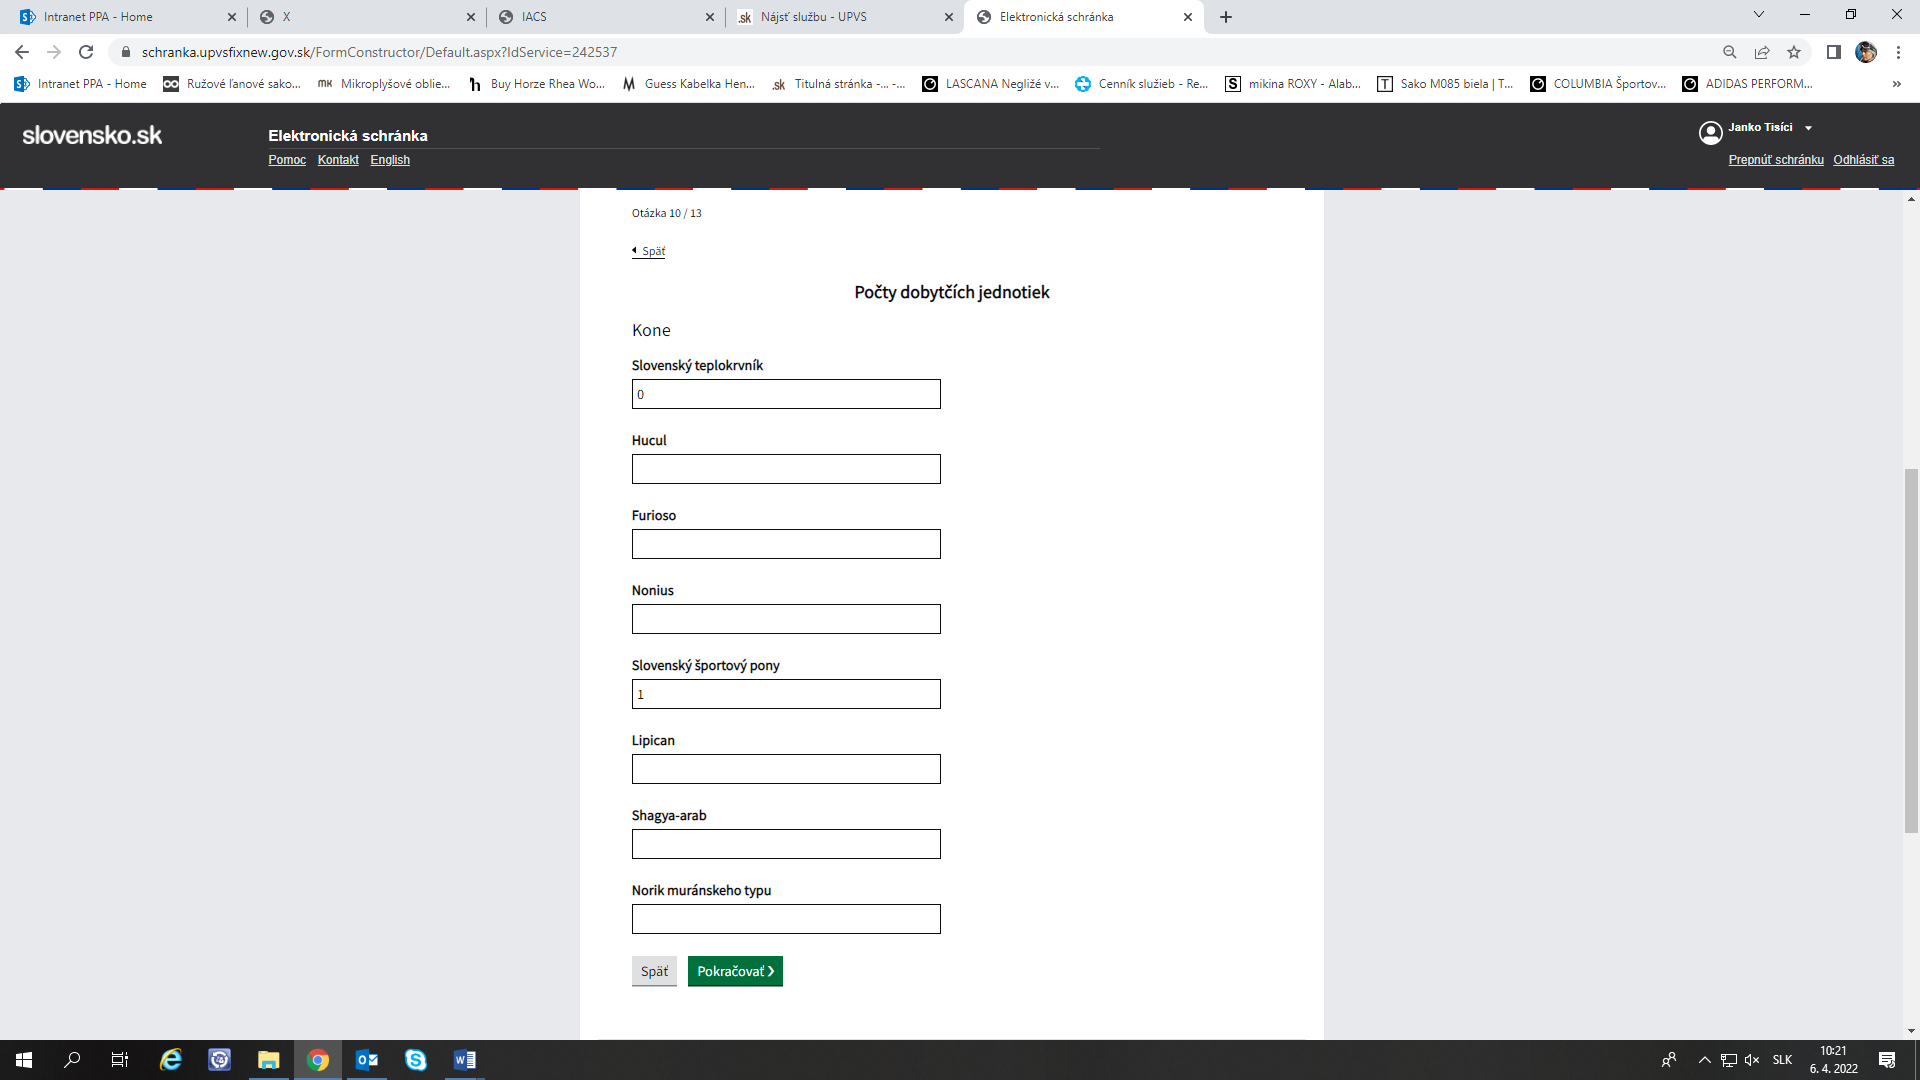 Intranet PPA - Home
X
IACS
Nájsť službu - UPVS
Elektronická schránka
schranka.upvsfixnew.gov.sk/FormConstructor/Default.aspx?IdService=242537
Intranet PPA - Home
Ružové ľanové sako...
Mikroplyšové oblie...
Buy Horze Rhea Wo...
Guess Kabelka Hen...
Titulná stránka -... -...
LASCANA Negližé v...
Cenník služieb - Re...
mikina ROXY - Alab...
Sako M085 biela | T...
COLUMBIA Športov...
ADIDAS PERFORM...
slovensko.sk
Elektronická schránka
Pomoc Kontakt English
Janko Tisíci
Prepnúť schránku Odhlásiť sa
Otázka 10 / 13
Späť
Počty dobytčích jednotiek
Kone
Slovenský teplokrvník
0
Hucul
Furioso
Nonius
Slovenský športový pony
1
Lipican
Shagya-arab
Norik muránskeho typu
Späť
Pokračovať
SLK
10:21
6. 4. 2022